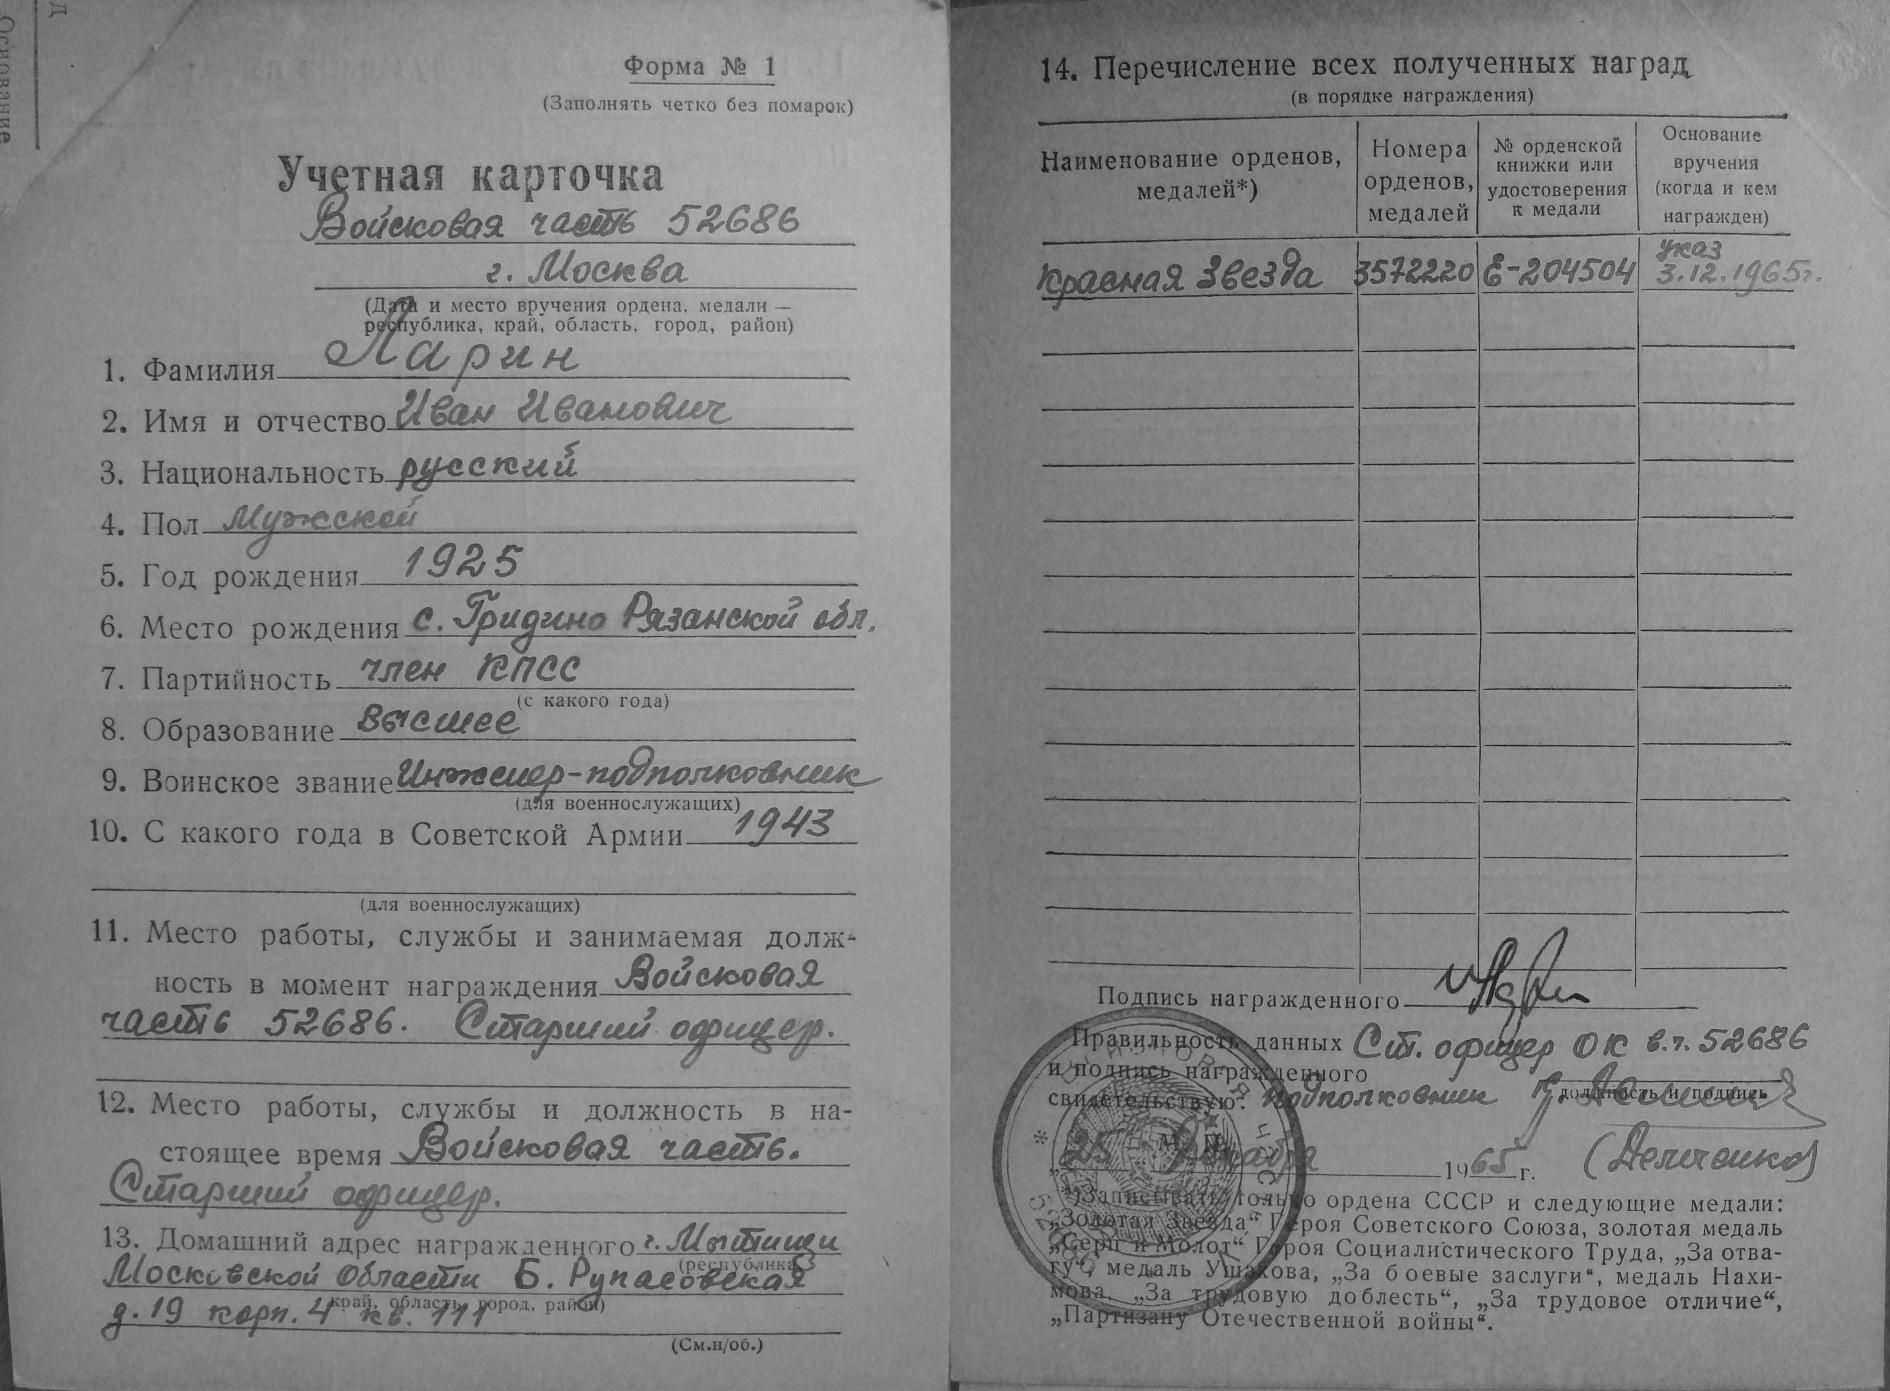 Д
Основание
Форма № 1
(Заполнять четко без помарок)
Учетная карточка
Войсковая часть 52686
г. Москва
(Дата и место вручения ордена, медали —
республика, край, область, город, район)
1. Фамилия Ларин
2. Имя и отчество Иван Иванович
3. Национальность русский
4. Пол Мужской
5. Год рождения 1925
6. Место рождения с. Гридино Рязанской обл.
7. Партийность член КПСС
(с какого года)
8. Образование Высшее
9. Воинское звание Инженер-подполковник
(для военнослужащих)
10. С какого года в Советской Армии 1943
(для военнослужащих)
11. Место работы, службы и занимаемая долж-
ность в момент награждения Войсковая
часть 52686. Старший офицер.
12. Место работы, службы и должность в на-
стоящее время Войсковая часть.
Старший офицер.
13. Домашний адрес награжденного г. Мытищи
(республика,
Московской области Б. Рупасовская
край, область, город, район)
д. 19 корп. 4 кв. 111
(См.н/об.)
14. Перечисление всех полученных наград
(в порядке награждения)
Наименование орденов, медалей*)
Номера орденов, медалей
№ орденской книжки или удостоверения к медали
Основание вручения (когда и кем награжден)
Красная Звезда 3572220 Е-204504 указ 3.12.1965г.
Подпись награжденного
Правильность данных Ст. офицер ОК в.ч. 52686
и подпись награжденного
свидетельствую: подполковник
должность и подпись
М. П.
„25" декабря 1965 г.
*) Записывать только ордена СССР и следующие медали:
„Золотая Звезда“ Героя Советского Союза, золотая медаль
„Серп и Молот“ Героя Социалистического Труда, „За отва-
гу“, медаль Ушакова, „За боевые заслуги“, медаль Нахи-
мова, „За трудовую доблесть“, „За трудовое отличие“,
„Партизану Отечественной войны“.